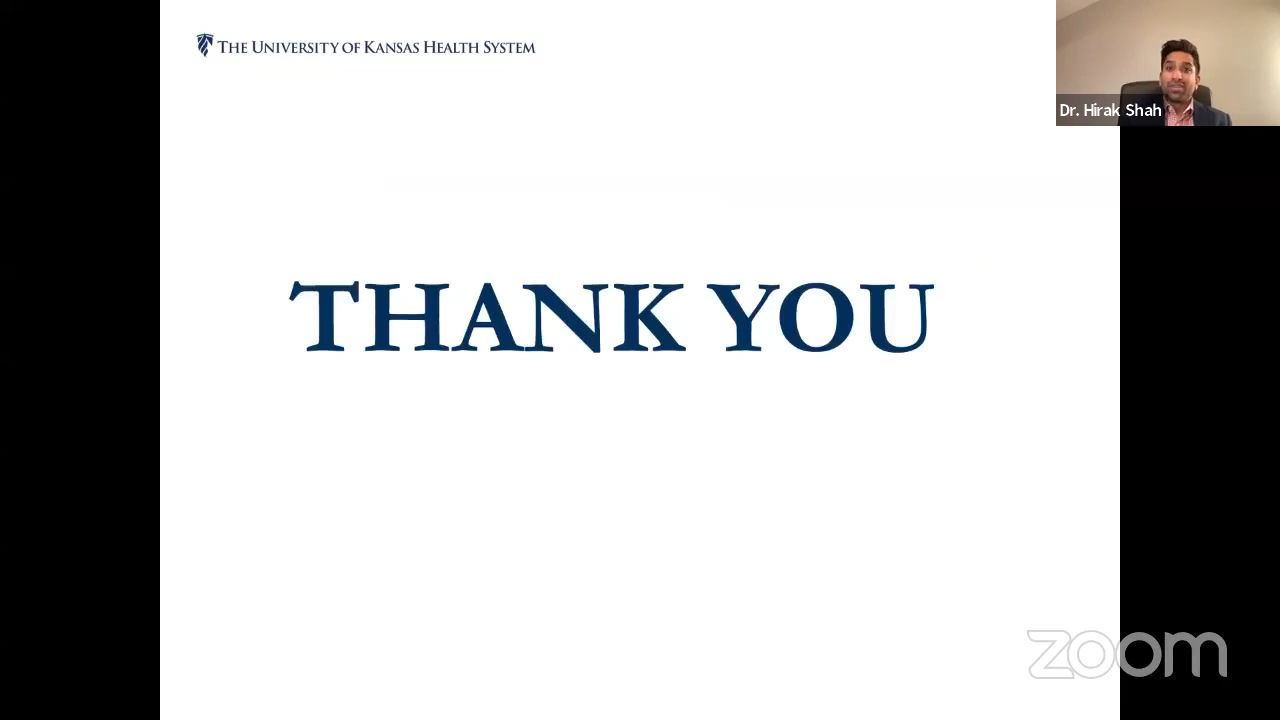 THE UNIVERSITY OF KANSAS HEALTH SYSTEM
Dr. Hirak Shah
THANK YOU
zoom